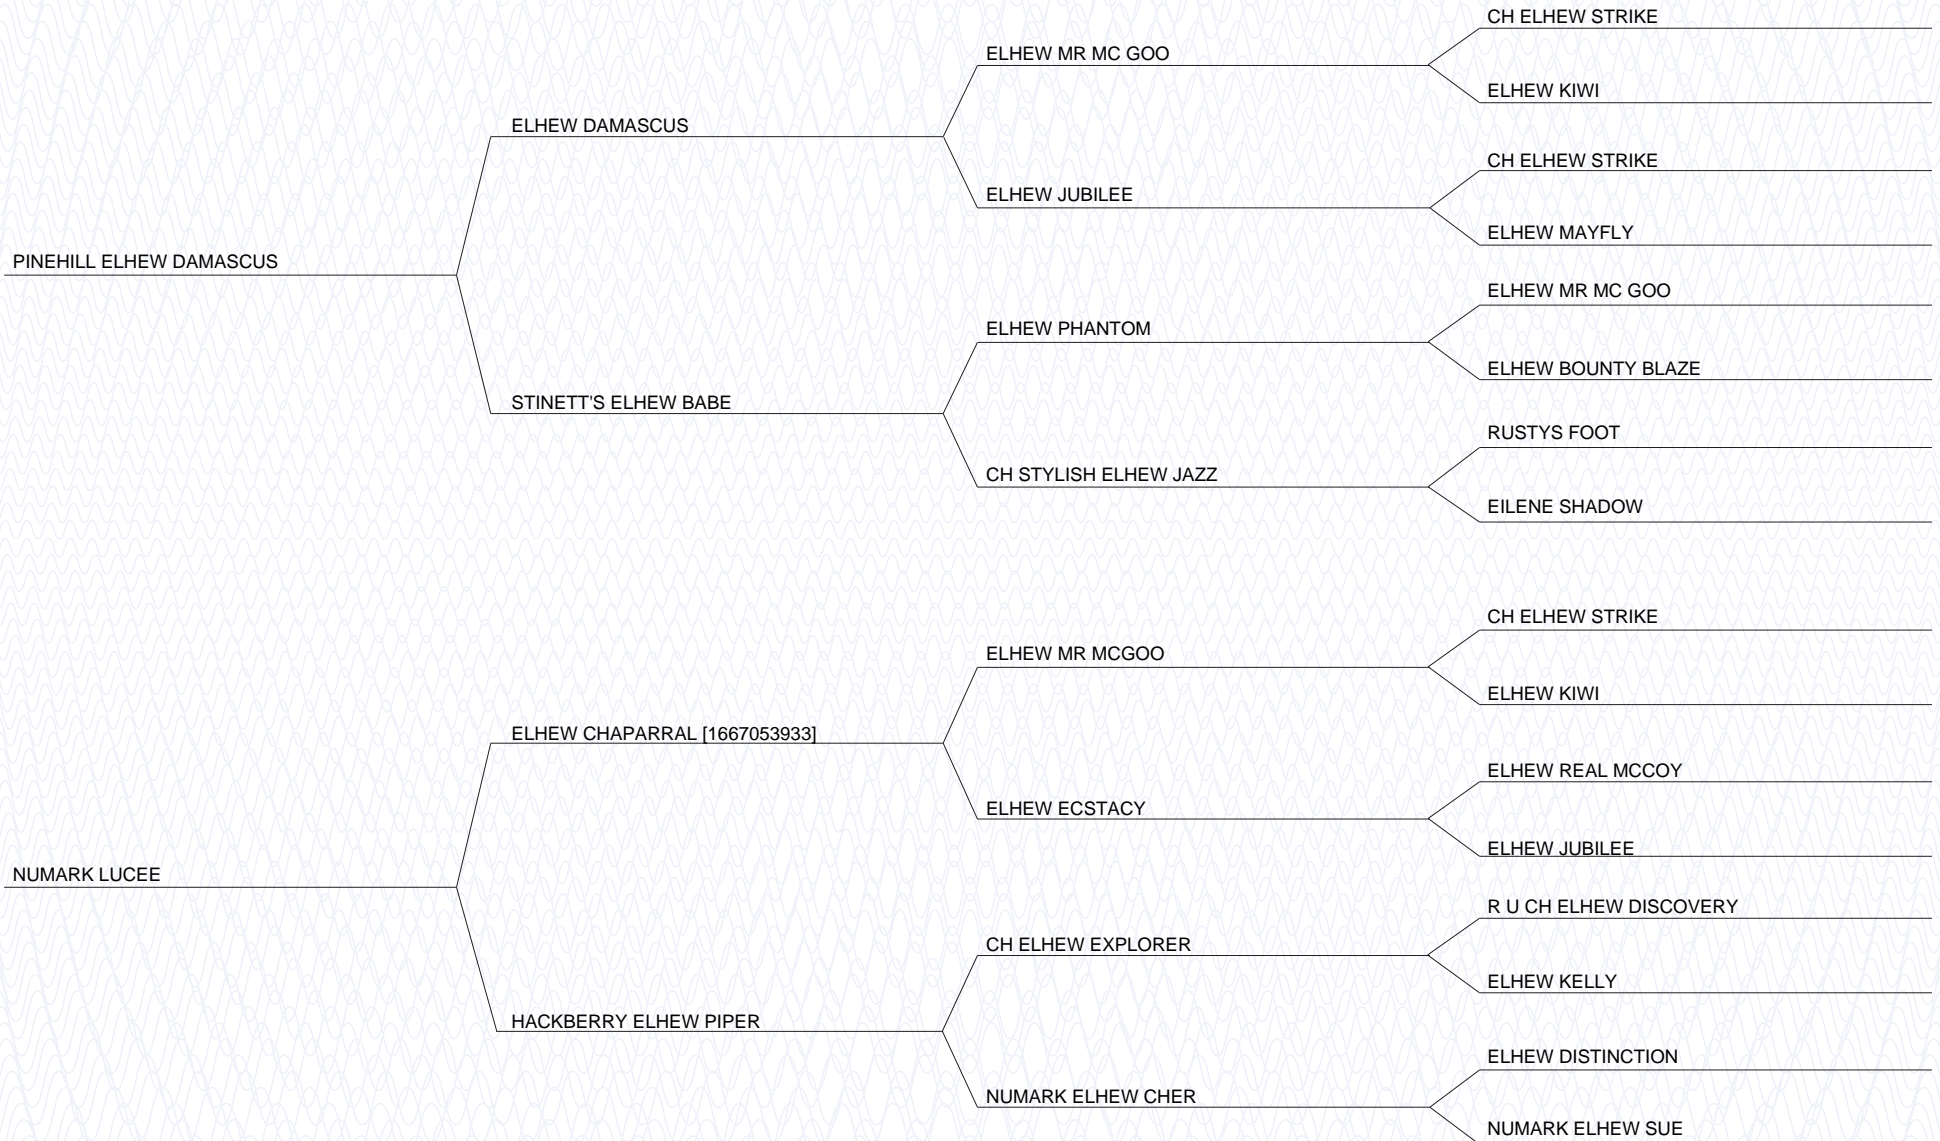 CH ELHEW STRIKE
ELHEW MR MC GOO
ELHEW KIWI
ELHEW DAMASCUS
CH ELHEW STRIKE
ELHEW JUBILEE
ELHEW MAYFLY
PINEHILL ELHEW DAMASCUS
ELHEW MR MC GOO
ELHEW PHANTOM
ELHEW BOUNTY BLAZE
STINETT'S ELHEW BABE
RUSTYS FOOT
CH STYLISH ELHEW JAZZ
EILENE SHADOW
CH ELHEW STRIKE
ELHEW MR MCGOO
ELHEW KIWI
ELHEW CHAPARRAL [1667053933]
ELHEW REAL MCCOY
ELHEW ECSTACY
ELHEW JUBILEE
NUMARK LUCEE
R U CH ELHEW DISCOVERY
CH ELHEW EXPLORER
ELHEW KELLY
HACKBERRY ELHEW PIPER
ELHEW DISTINCTION
NUMARK ELHEW CHER
NUMARK ELHEW SUE